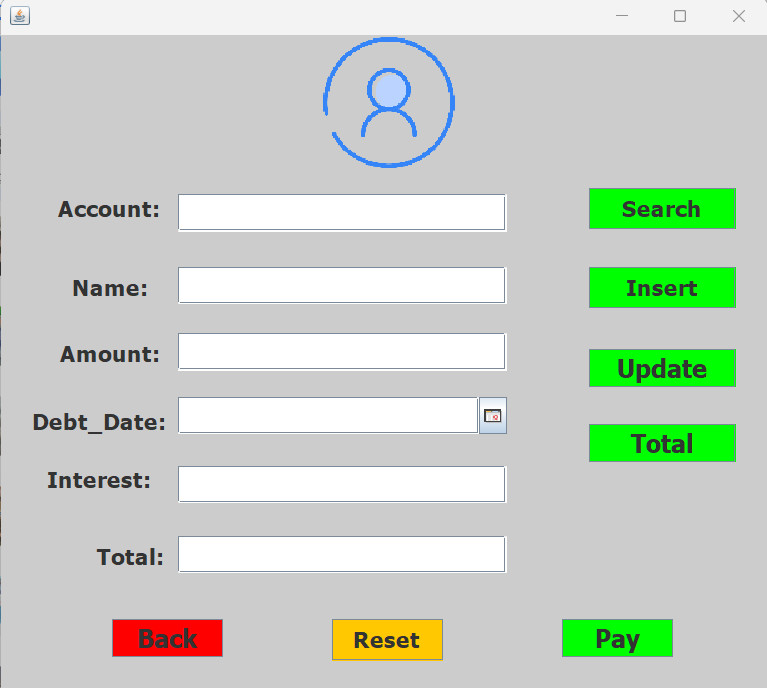 Account:
Search
Name:
Insert
Amount:
Update
Debt_Date:
Total
Interest:
Total:
Back
Reset
Pay